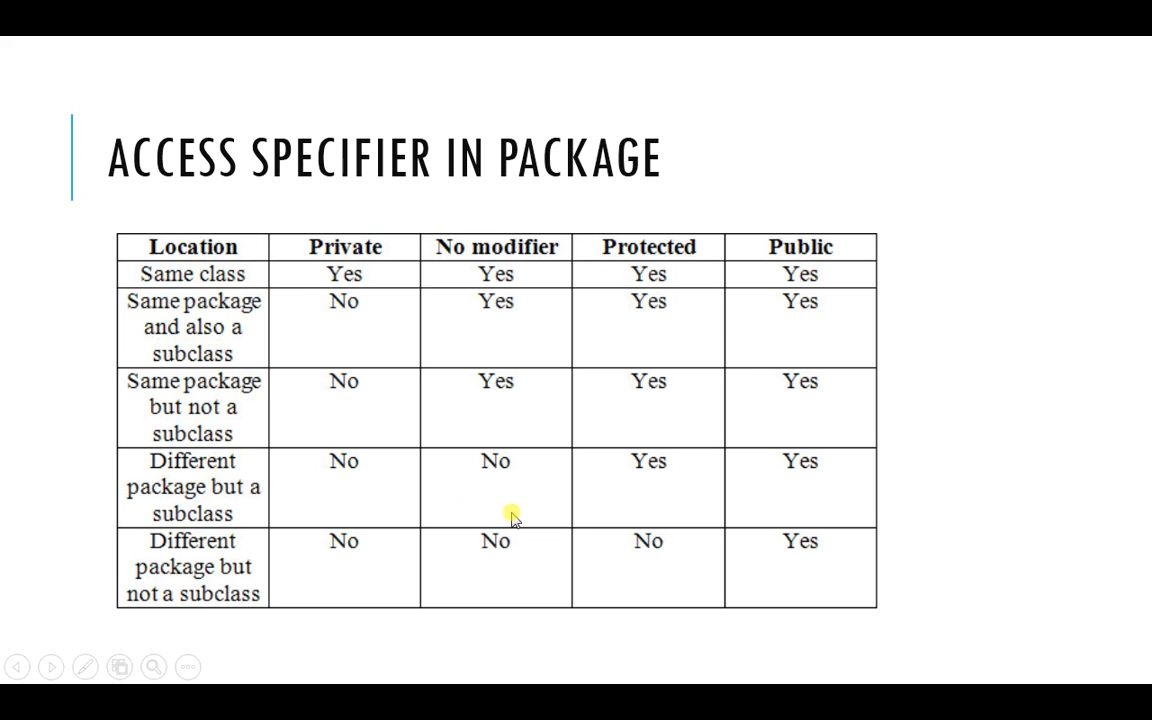 ACCESS SPECIFIER IN PACKAGE
Location Private No modifier Protected Public
Same class Yes Yes Yes Yes
Same package No Yes Yes Yes
and also a
subclass
Same package No Yes Yes Yes
but not a
subclass
Different No No Yes Yes
package but a
subclass
Different No No No Yes
package but
not a subclass